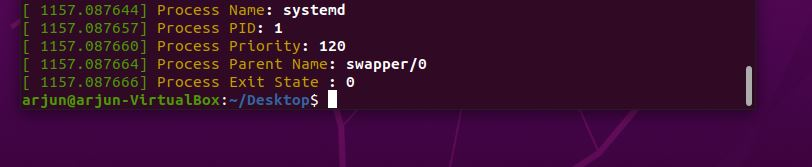 [ 1157.087644] Process Name: systemd
[ 1157.087657] Process PID: 1
[ 1157.087660] Process Priority: 120
[ 1157.087664] Process Parent Name: swapper/0
[ 1157.087666] Process Exit State : 0
arjun@arjun-VirtualBox:~/Desktop$